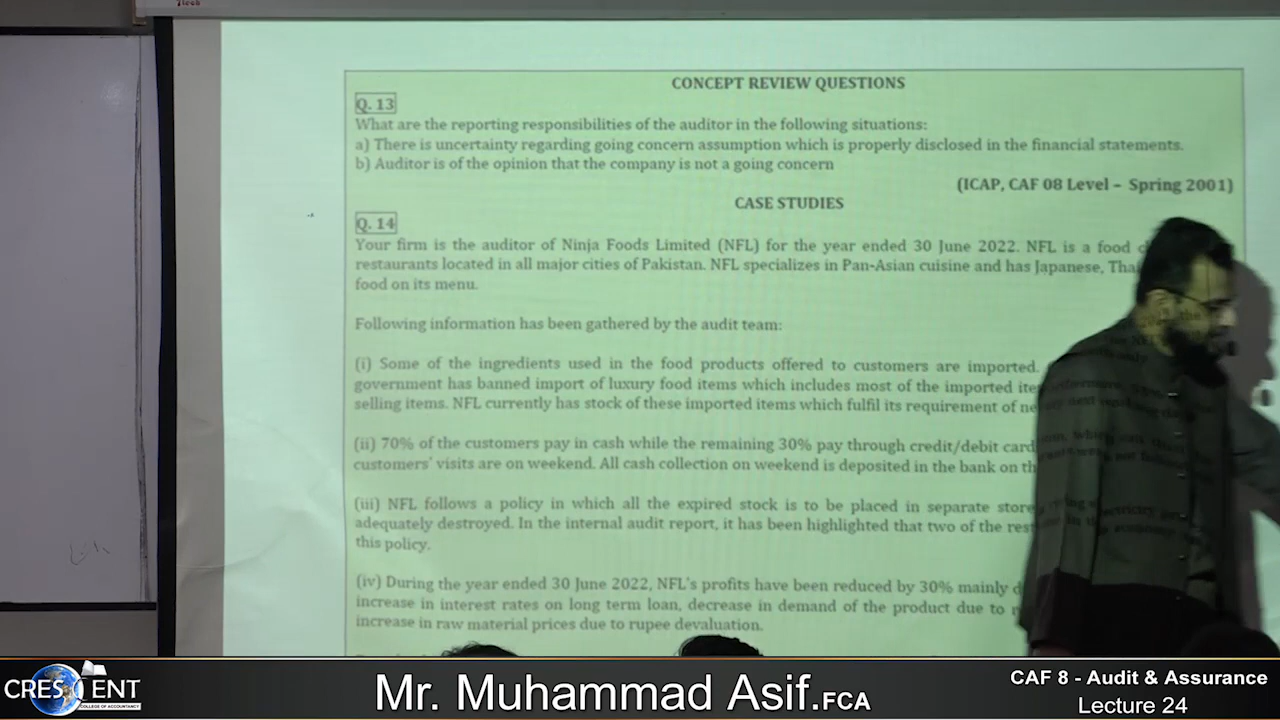 CONCEPT REVIEW QUESTIONS
Q. 13
What are the reporting responsibilities of the auditor in the following situations:
a) There is uncertainty regarding going concern assumption which is properly disclosed in the financial statements.
b) Auditor is of the opinion that the company is not a going concern
(ICAP, CAF 08 Level – Spring 2001)
CASE STUDIES
Q. 14
Your firm is the auditor of Ninja Foods Limited (NFL) for the year ended 30 June 2022. NFL is a food
restaurants located in all major cities of Pakistan. NFL specializes in Pan-Asian cuisine and has Japanese,
food on its menu.
Following information has been gathered by the audit team:
(i) Some of the ingredients used in the food products offered to customers are imported.
government has banned import of luxury food items which includes most of the imported
selling items. NFL currently has stock of these imported items which fulfil its requirement of
(ii) 70% of the customers pay in cash while the remaining 30% pay through credit/debit card
customers' visits are on weekend. All cash collection on weekend is deposited in the bank on
(iii) NFL follows a policy in which all the expired stock is to be placed in separate store
adequately destroyed. In the internal audit report, it has been highlighted that two of the
this policy.
(iv) During the year ended 30 June 2022, NFL's profits have been reduced by 30% mainly
increase in interest rates on long term loan, decrease in demand of the product due to
increase in raw material prices due to rupee devaluation.
CRESCENT
COLLEGE OF ACCOUNTANCY
Mr. Muhammad Asif.FCA
CAF 8 - Audit & Assurance
Lecture 24